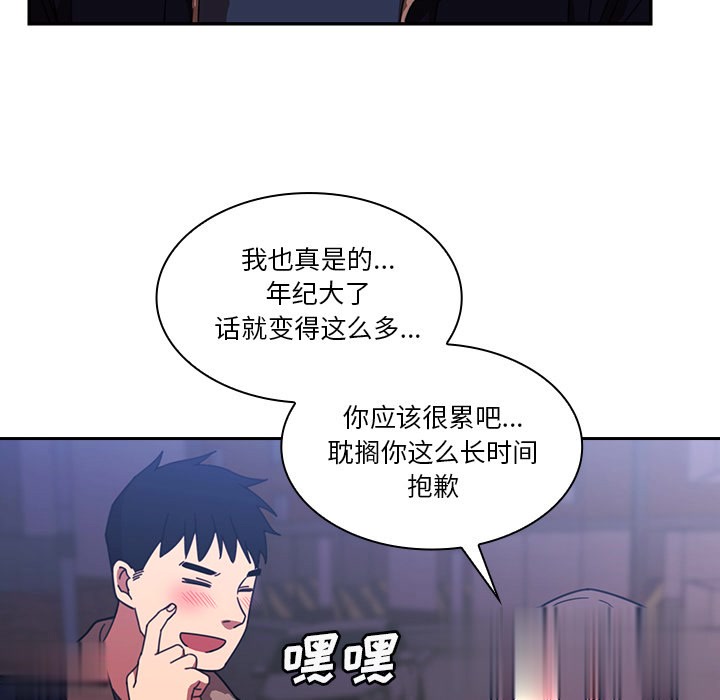 我也真是的...
年纪大了
话就变得这么多...
你应该很累吧...
耽搁你这么长时间
抱歉
嘿嘿